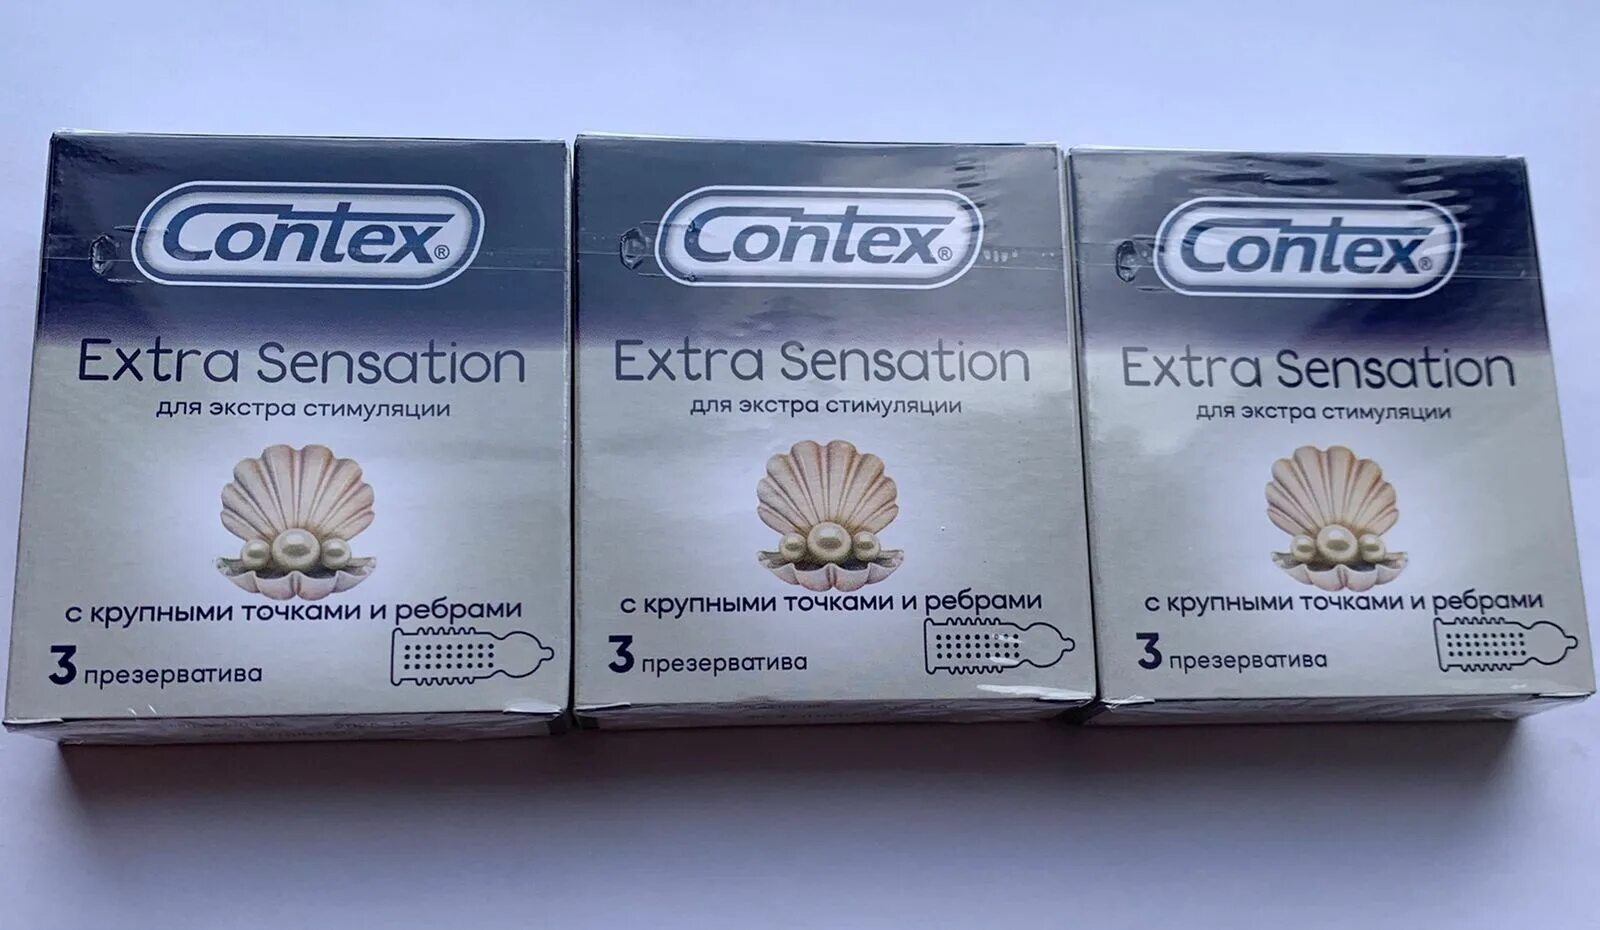 Contex®
Extra Sensation
для экстра стимуляции
с крупными точками и ребрами
3 презерватива
Contex®
Extra Sensation
для экстра стимуляции
с крупными точками и ребрами
3 презерватива
Contex®
Extra Sensation
для экстра стимуляции
с крупными точками и ребрами
3 презерватива